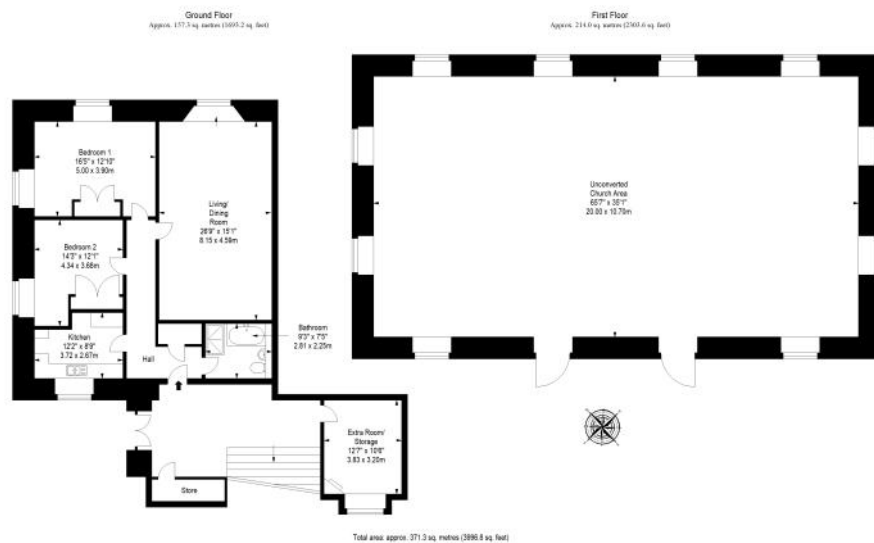 Ground Floor
Approx. 157.3 sq. metres (1693.2 sq. feet)
First Floor
Approx. 214.0 sq. metres (2303.6 sq. feet)
Bedroom 1
16'5" x 12'10"
5.00 x 3.90m
Living/
Dining
Room
26'9" x 15'1"
8.15 x 4.59m
Bedroom 2
14'3" x 12'1"
4.34 x 3.68m
Kitchen
12'2" x 8'9"
3.72 x 2.67m
Hall
Bathroom
9'3" x 7'5"
2.81 x 2.25m
Extra Room/
Storage
12'7" x 10'6"
3.83 x 3.20m
Store
Unconverted
Church Area
65'7" x 35'1"
20.00 x 10.70m
Total area: approx. 371.3 sq. metres (3996.8 sq. feet)